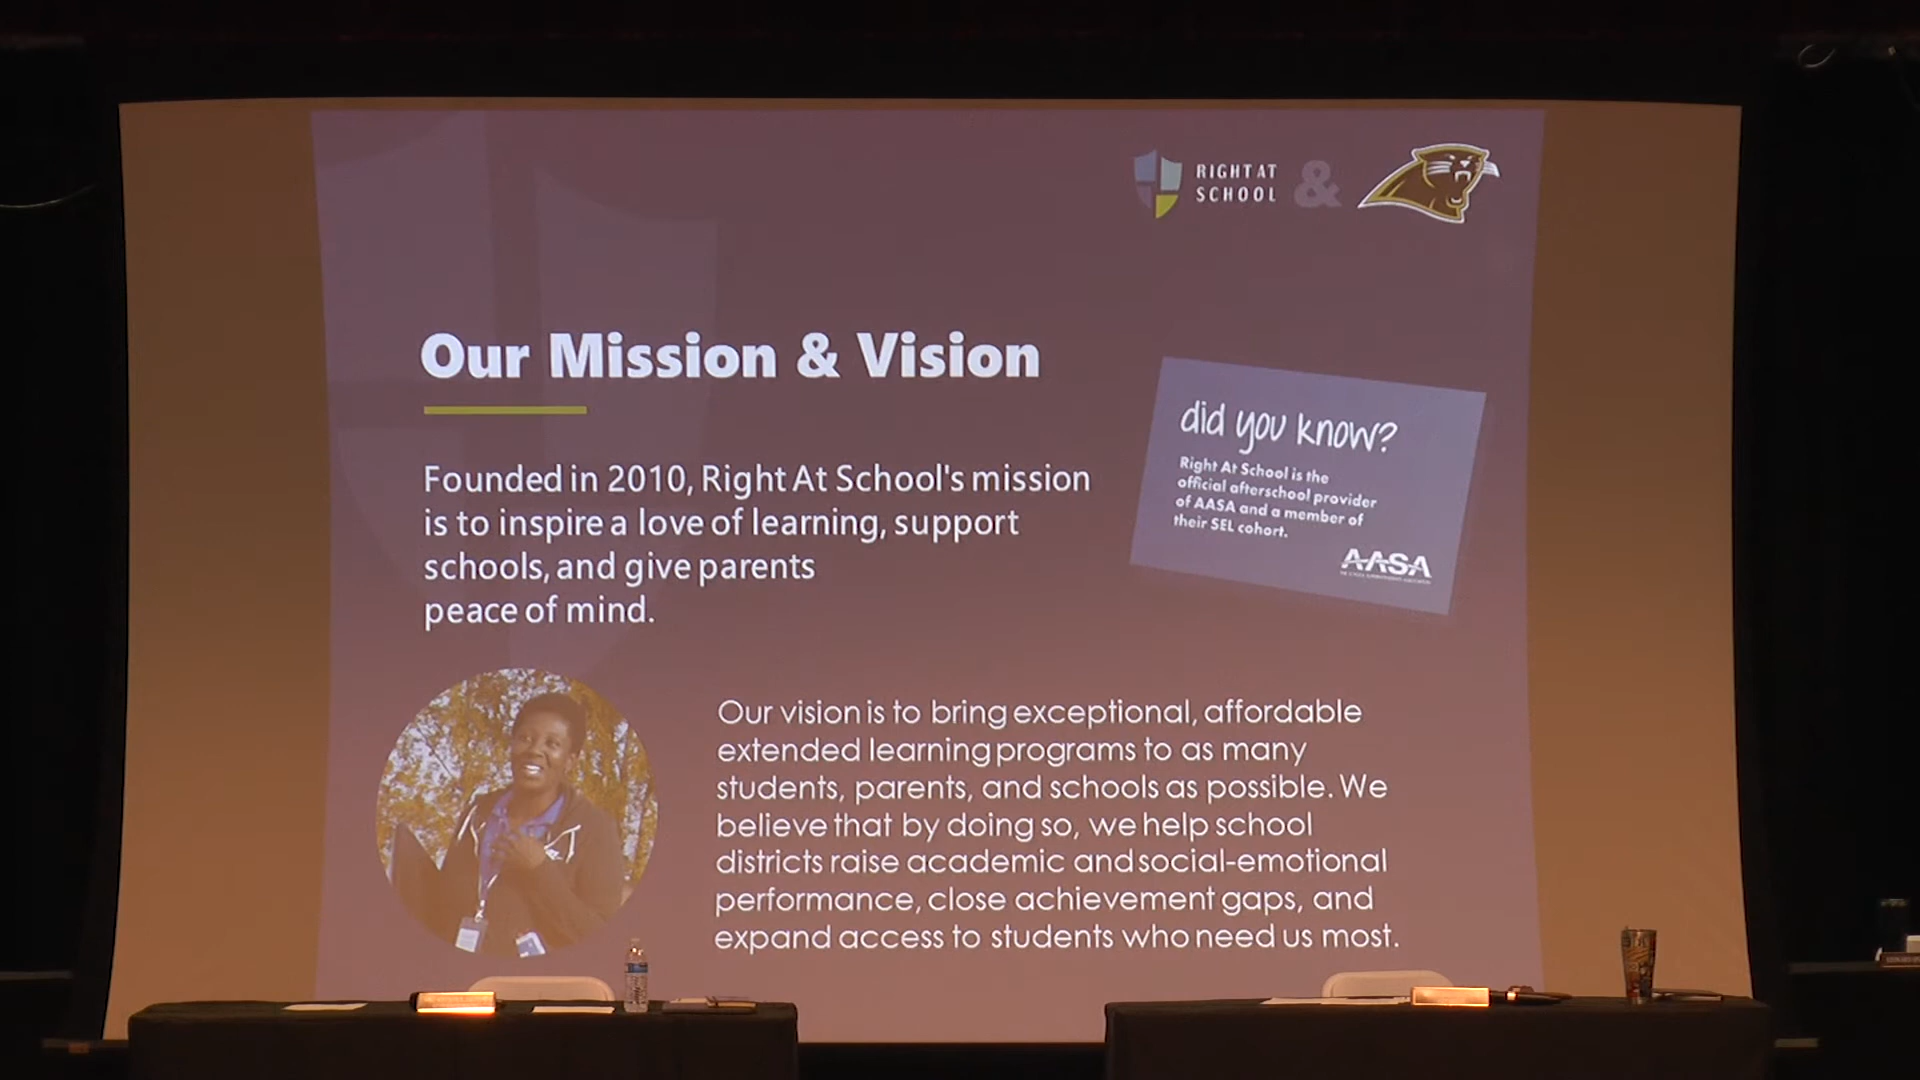 RIGHT AT
SCHOOL
&
Our Mission & Vision
did you know?
Right At School is the
official afterschool provider
of AASA and a member of
their SEL cohort.
AASA
Founded in 2010, Right At School's mission
is to inspire a love of learning, support
schools, and give parents
peace of mind.
Our vision is to bring exceptional, affordable
extended learning programs to as many
students, parents, and schools as possible. We
believe that by doing so, we help school
districts raise academic and social-emotional
performance, close achievement gaps, and
expand access to students who need us most.